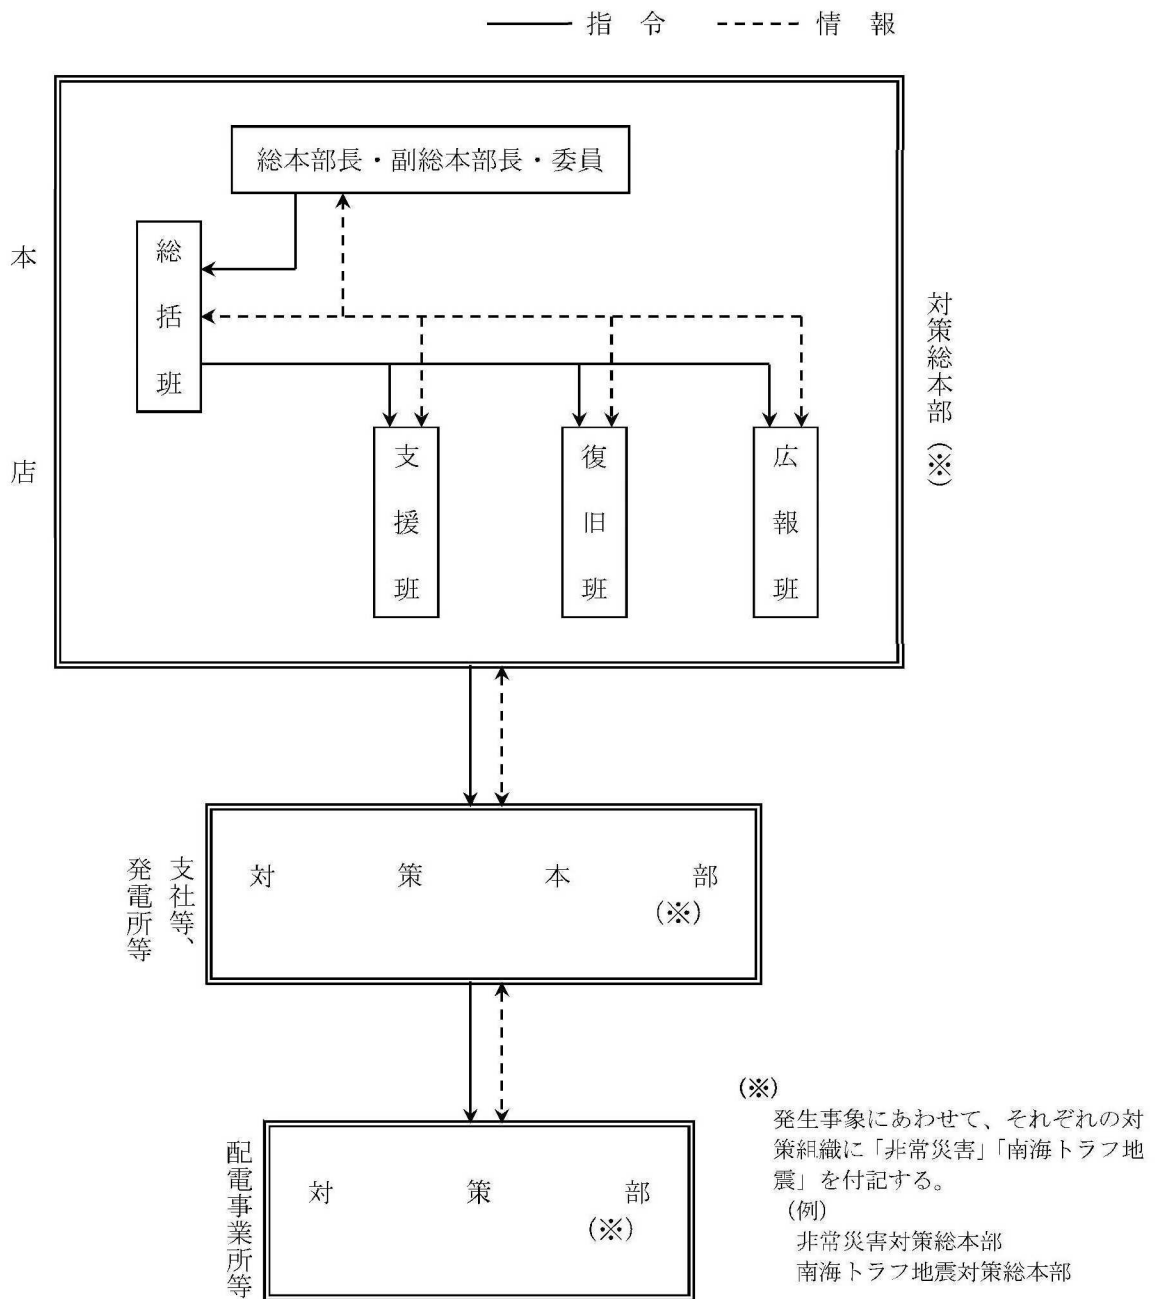 指令 情報
本店
総本部長・副総本部長・委員
総括班
支援班
復旧班
広報班
対策総本部(※)
支社等、
発電所等
対策本部
(※)
配電事業所等
対策部
(※)
(※)
発生事象にあわせて、それぞれの対
策組織に「非常災害」「南海トラフ地
震」を付記する。
(例)
非常災害対策総本部
南海トラフ地震対策総本部